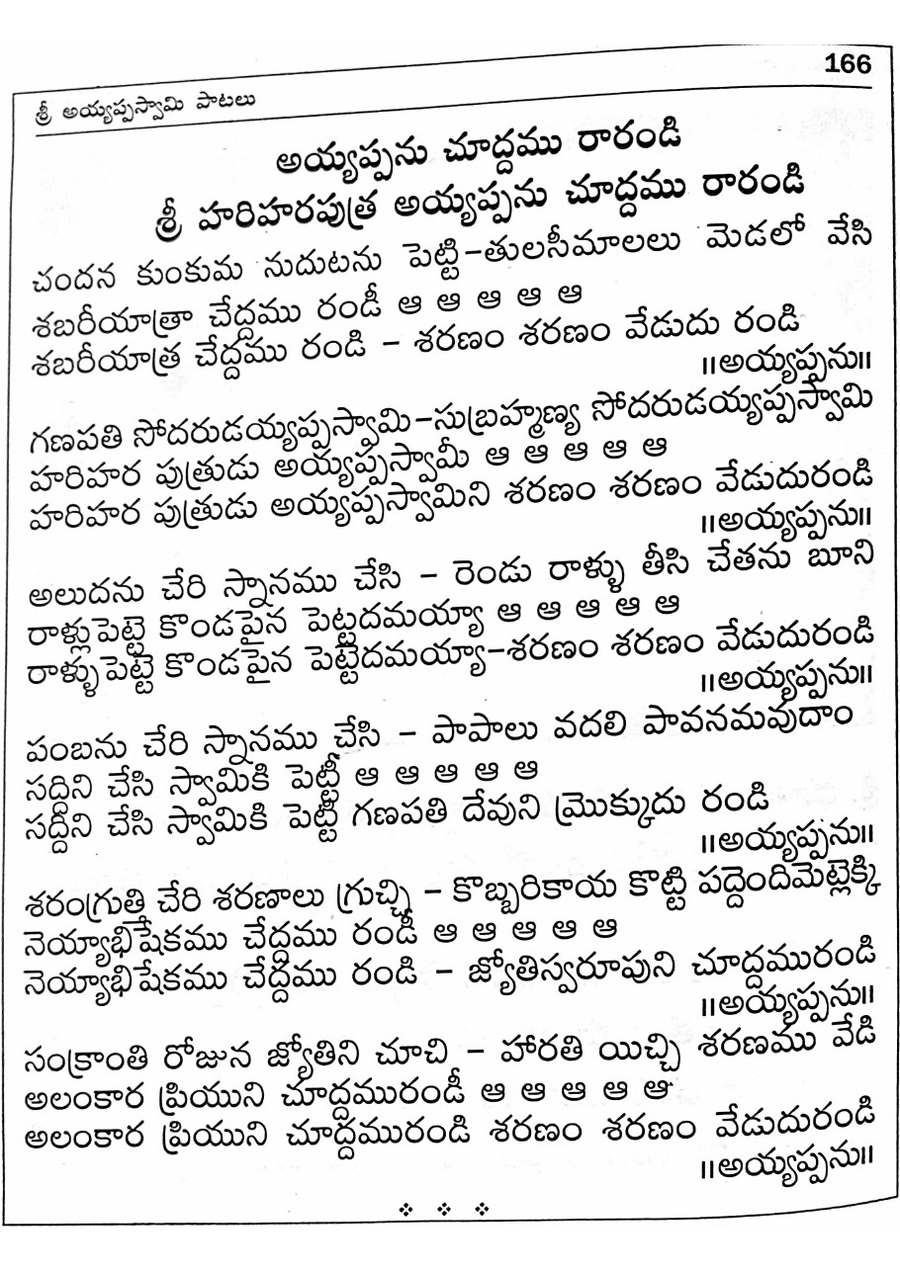 166
శ్రీ అయ్యప్పస్వామి పాటలు
అయ్యప్పను చూద్దము రారండి
శ్రీ హరిహరపుత్ర అయ్యప్పను చూద్దము రారండి
చందన కుంకుమ నుదుటను పెట్టి-తులసీమాలలు మెడలో వేసి
శబరీయాత్రా చేద్దము రండీ ఆ ఆ ఆ ఆ ఆ
శబరీయాత్ర చేద్దము రండి - శరణం శరణం వేడుదు రండి
॥అయ్యప్పను॥
గణపతి సోదరుడయ్యప్పస్వామి-సుబ్రహ్మణ్య సోదరుడయ్యప్పస్వామి
హరిహర పుత్రుడు అయ్యప్పస్వామీ ఆ ఆ ఆ ఆ ఆ
హరిహర పుత్రుడు అయ్యప్పస్వామిని శరణం శరణం వేడుదురండి
॥అయ్యప్పను॥
అలుదను చేరి స్నానము చేసి - రెండు రాళ్ళు తీసి చేతను బూని
రాళ్లుపెట్టె కొండపైన పెట్టదమయ్యా ఆ ఆ ఆ ఆ ఆ
రాళ్ళుపెట్టె కొండపైన పెట్టెదమయ్యా-శరణం శరణం వేడుదురండి
॥అయ్యప్పను॥
పంబను చేరి స్నానము చేసి - పాపాలు వదలి పావనమవుదాం
సద్దిని చేసి స్వామికి పెట్టీ ఆ ఆ ఆ ఆ ఆ
సద్దిని చేసి స్వామికి పెట్టి గణపతి దేవుని మ్రొక్కుదు రండి
॥అయ్యప్పను॥
శరంగ్రుత్తి చేరి శరణాలు గ్రుచ్చి - కొబ్బరికాయ కొట్టి పద్దెందిమెట్లెక్కి
నెయ్యాభిషేకము చేద్దము రండీ ఆ ఆ ఆ ఆ ఆ
నెయ్యాభిషేకము చేద్దము రండి - జ్యోతిస్వరూపుని చూద్దమురండి
॥అయ్యప్పను॥
సంక్రాంతి రోజున జ్యోతిని చూచి - హారతి యిచ్చి శరణము వేడి
అలంకార ప్రియుని చూద్దమురండీ ఆ ఆ ఆ ఆ ఆ
అలంకార ప్రియుని చూద్దమురండి శరణం శరణం వేడుదురండి
॥అయ్యప్పను॥